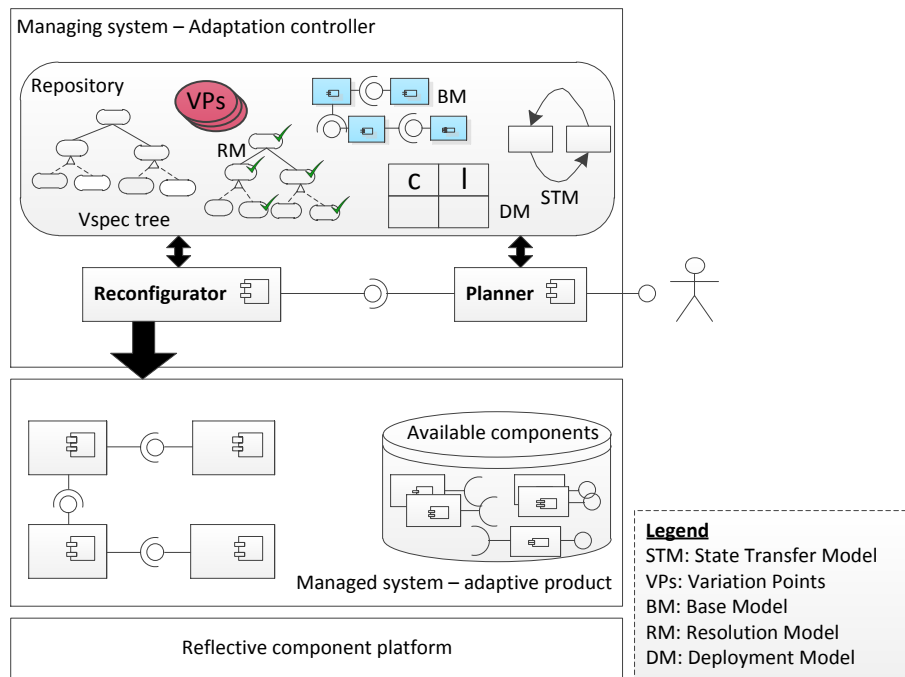 Managing system – Adaptation controller
Repository
VPs
BM
RM
c l
STM
DM
Vspec tree
Reconfigurator
Planner
Available components
Managed system – adaptive product
Reflective component platform
Legend
STM: State Transfer Model
VPs: Variation Points
BM: Base Model
RM: Resolution Model
DM: Deployment Model